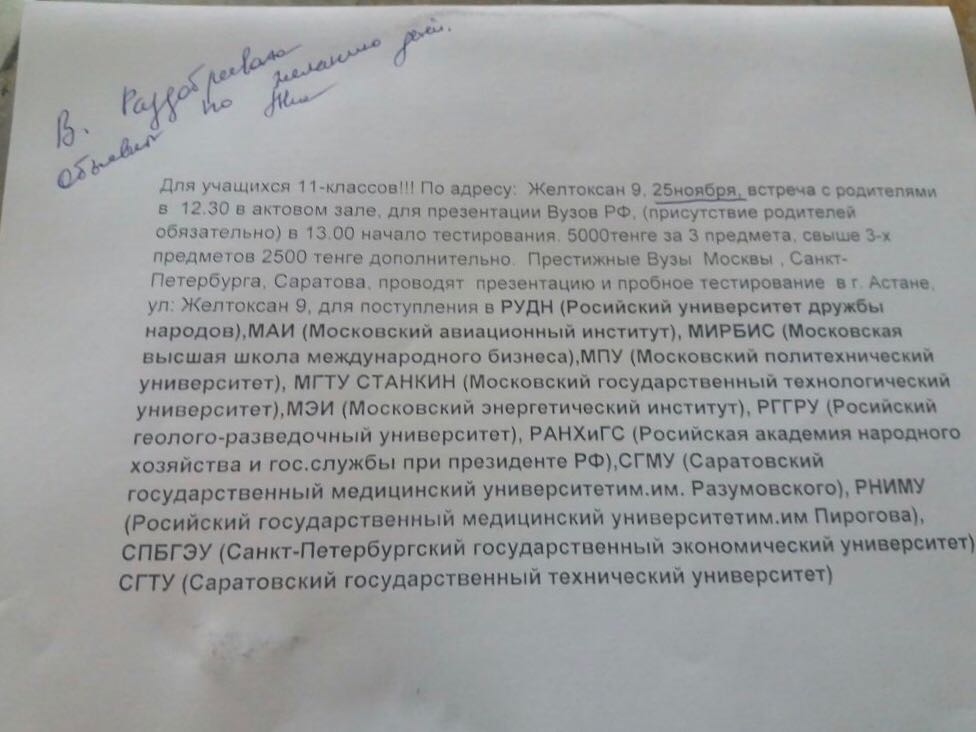 В. Раздобреевой
Объявит по желанию детей.
Для учащихся 11-классов!!! По адресу: Желтоксан 9, 25ноября, встреча с родителями
в 12.30 в актовом зале, для презентации Вузов РФ, (присутствие родителей
обязательно) в 13.00 начало тестирования. 5000тенге за 3 предмета, свыше 3-х
предметов 2500 тенге дополнительно. Престижные Вузы Москвы , Санкт-
Петербурга, Саратова, проводят презентацию и пробное тестирование в г. Астане,
ул: Желтоксан 9, для поступления в РУДН (Росийский университет дружбы
народов),МАИ (Московский авиационный институт), МИРБИС (Московская
высшая школа международного бизнеса),МПУ (Московский политехнический
университет), МГТУ СТАНКИН (Московский государственный технологический
университет),МЭИ (Московский энергетический институт), РГГРУ (Росийский
геолого-разведочный университет), РАНХиГС (Росийская академия народного
хозяйства и гос.службы при президенте РФ),СГМУ (Саратовский
государственный медицинский университетим.им. Разумовского), РНИМУ
(Росийский государственный медицинский университетим.им Пирогова),
СПБГЭУ (Санкт-Петербургский государственный экономический университет)
СГТУ (Саратовский государственный технический университет)